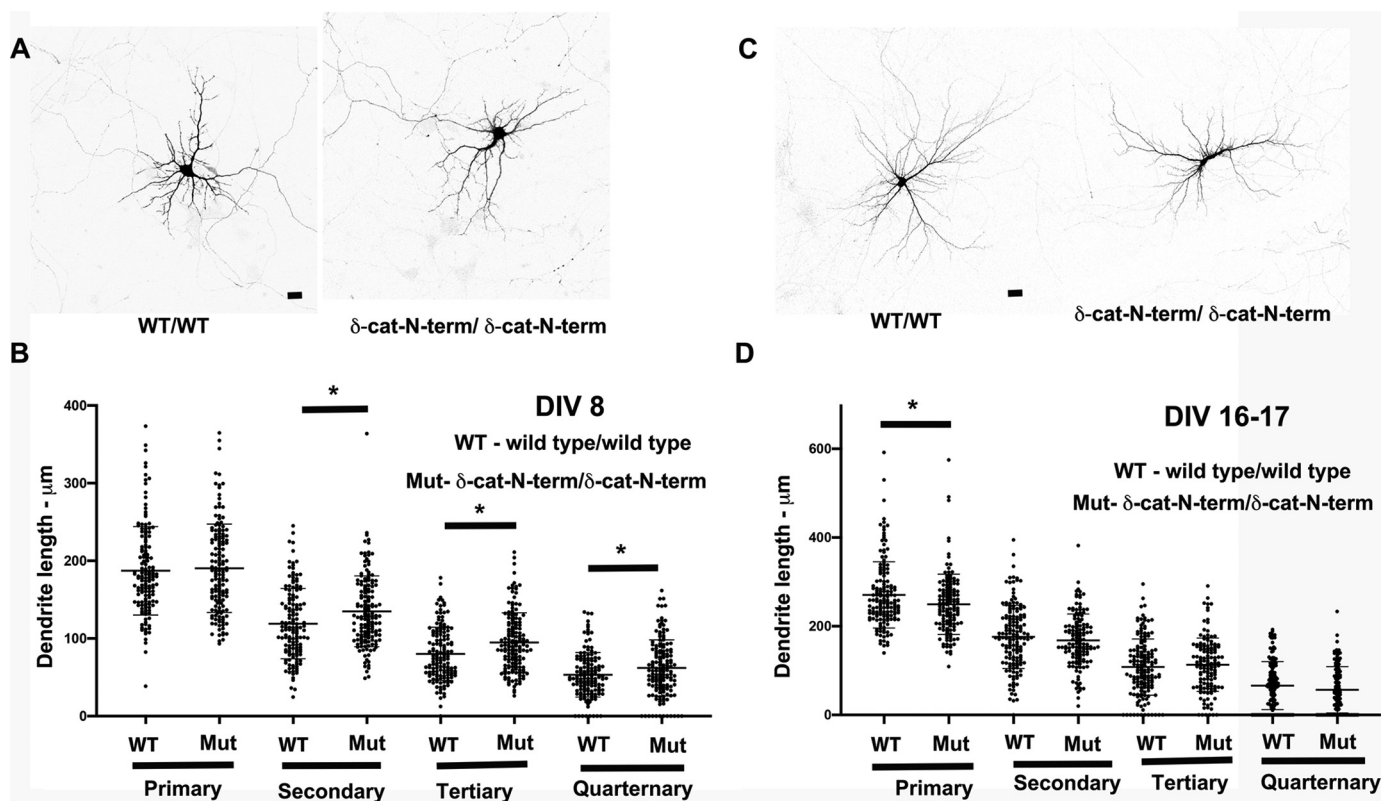 A
C
WT/WT
δ-cat-N-term/ δ-cat-N-term
WT/WT
δ-cat-N-term/ δ-cat-N-term
B
DIV 8
WT - wild type/wild type
Mut- δ-cat-N-term/δ-cat-N-term
*
*
*
Dendrite length - μm
400
300
200
100
0
WT
Mut
WT
Mut
WT
Mut
WT
Mut
Primary
Secondary
Tertiary
Quarternary
D
DIV 16-17
WT - wild type/wild type
Mut- δ-cat-N-term/δ-cat-N-term
*
Dendrite length - μm
600
400
200
0
WT
Mut
WT
Mut
WT
Mut
WT
Mut
Primary
Secondary
Tertiary
Quarternary